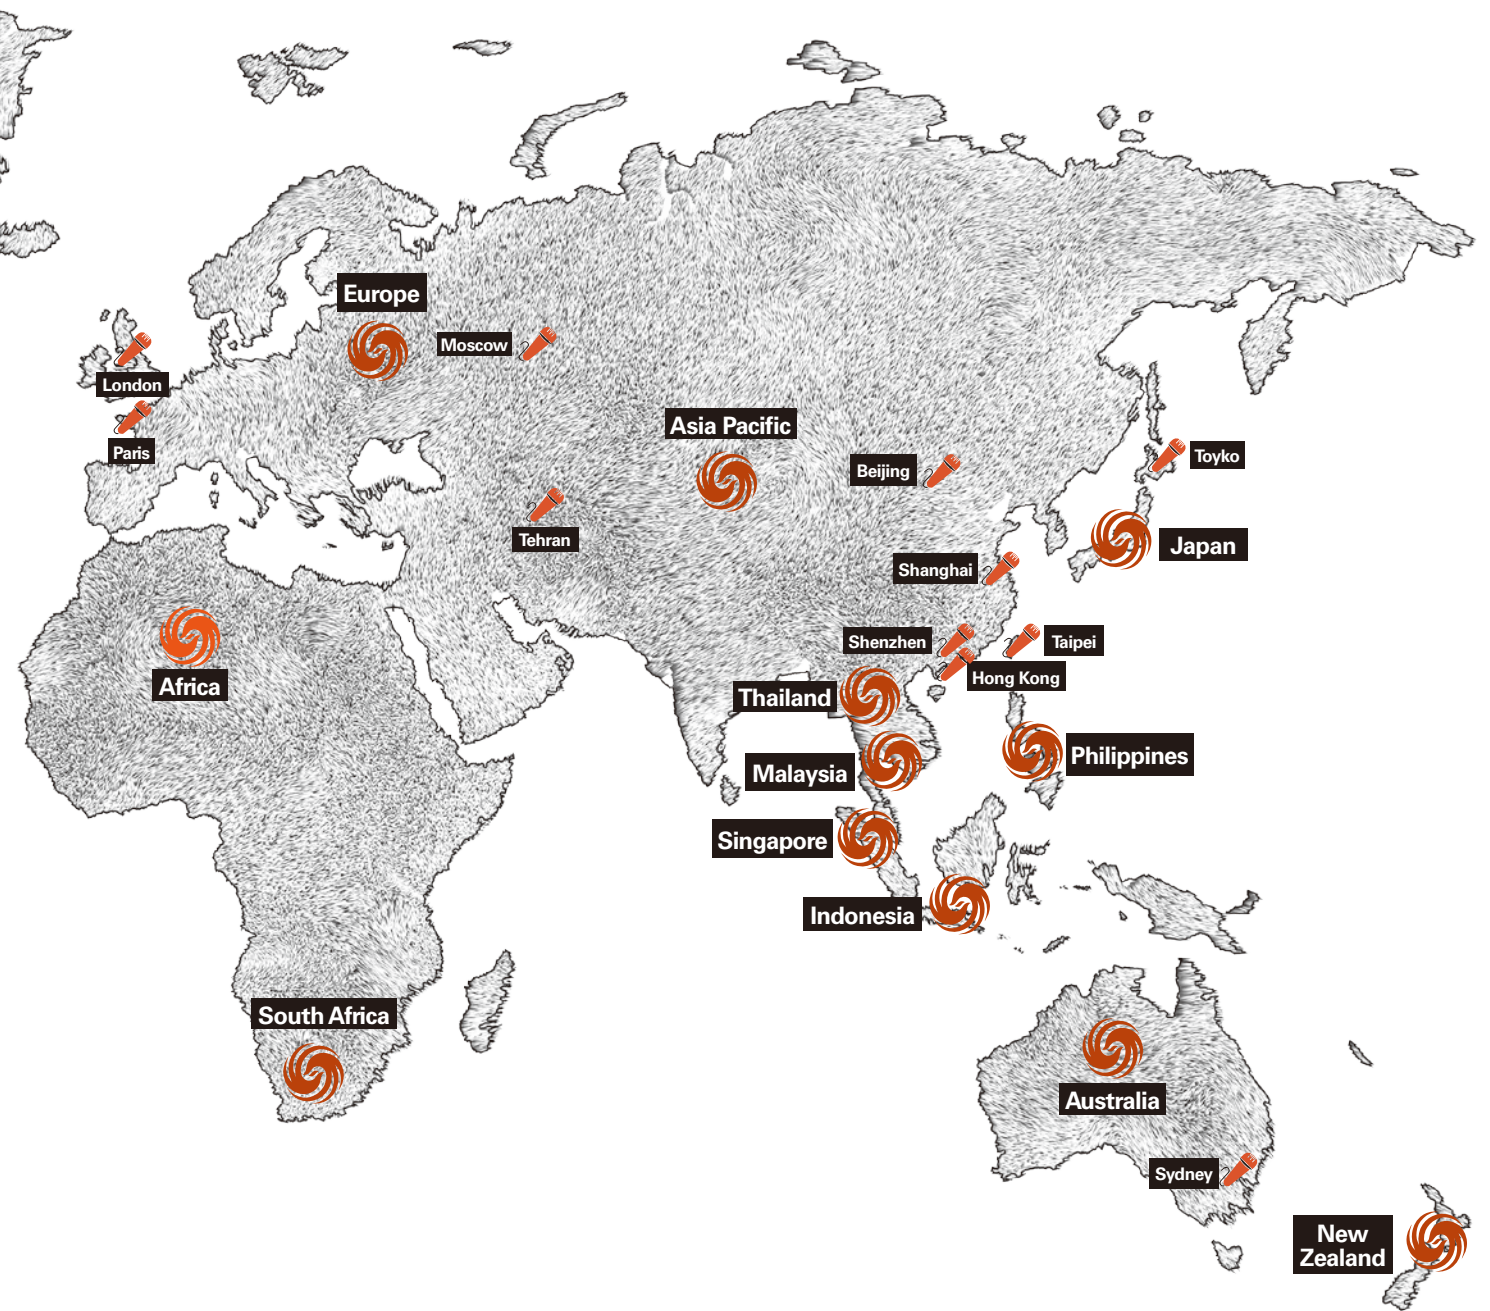 Europe
Moscow
London
Asia Pacific
Paris
Beijing
Toyko
Tehran
Japan
Shanghai
Shenzhen
Taipei
Africa
Hong Kong
Thailand
Philippines
Malaysia
Singapore
Indonesia
South Africa
Australia
Sydney
New
Zealand